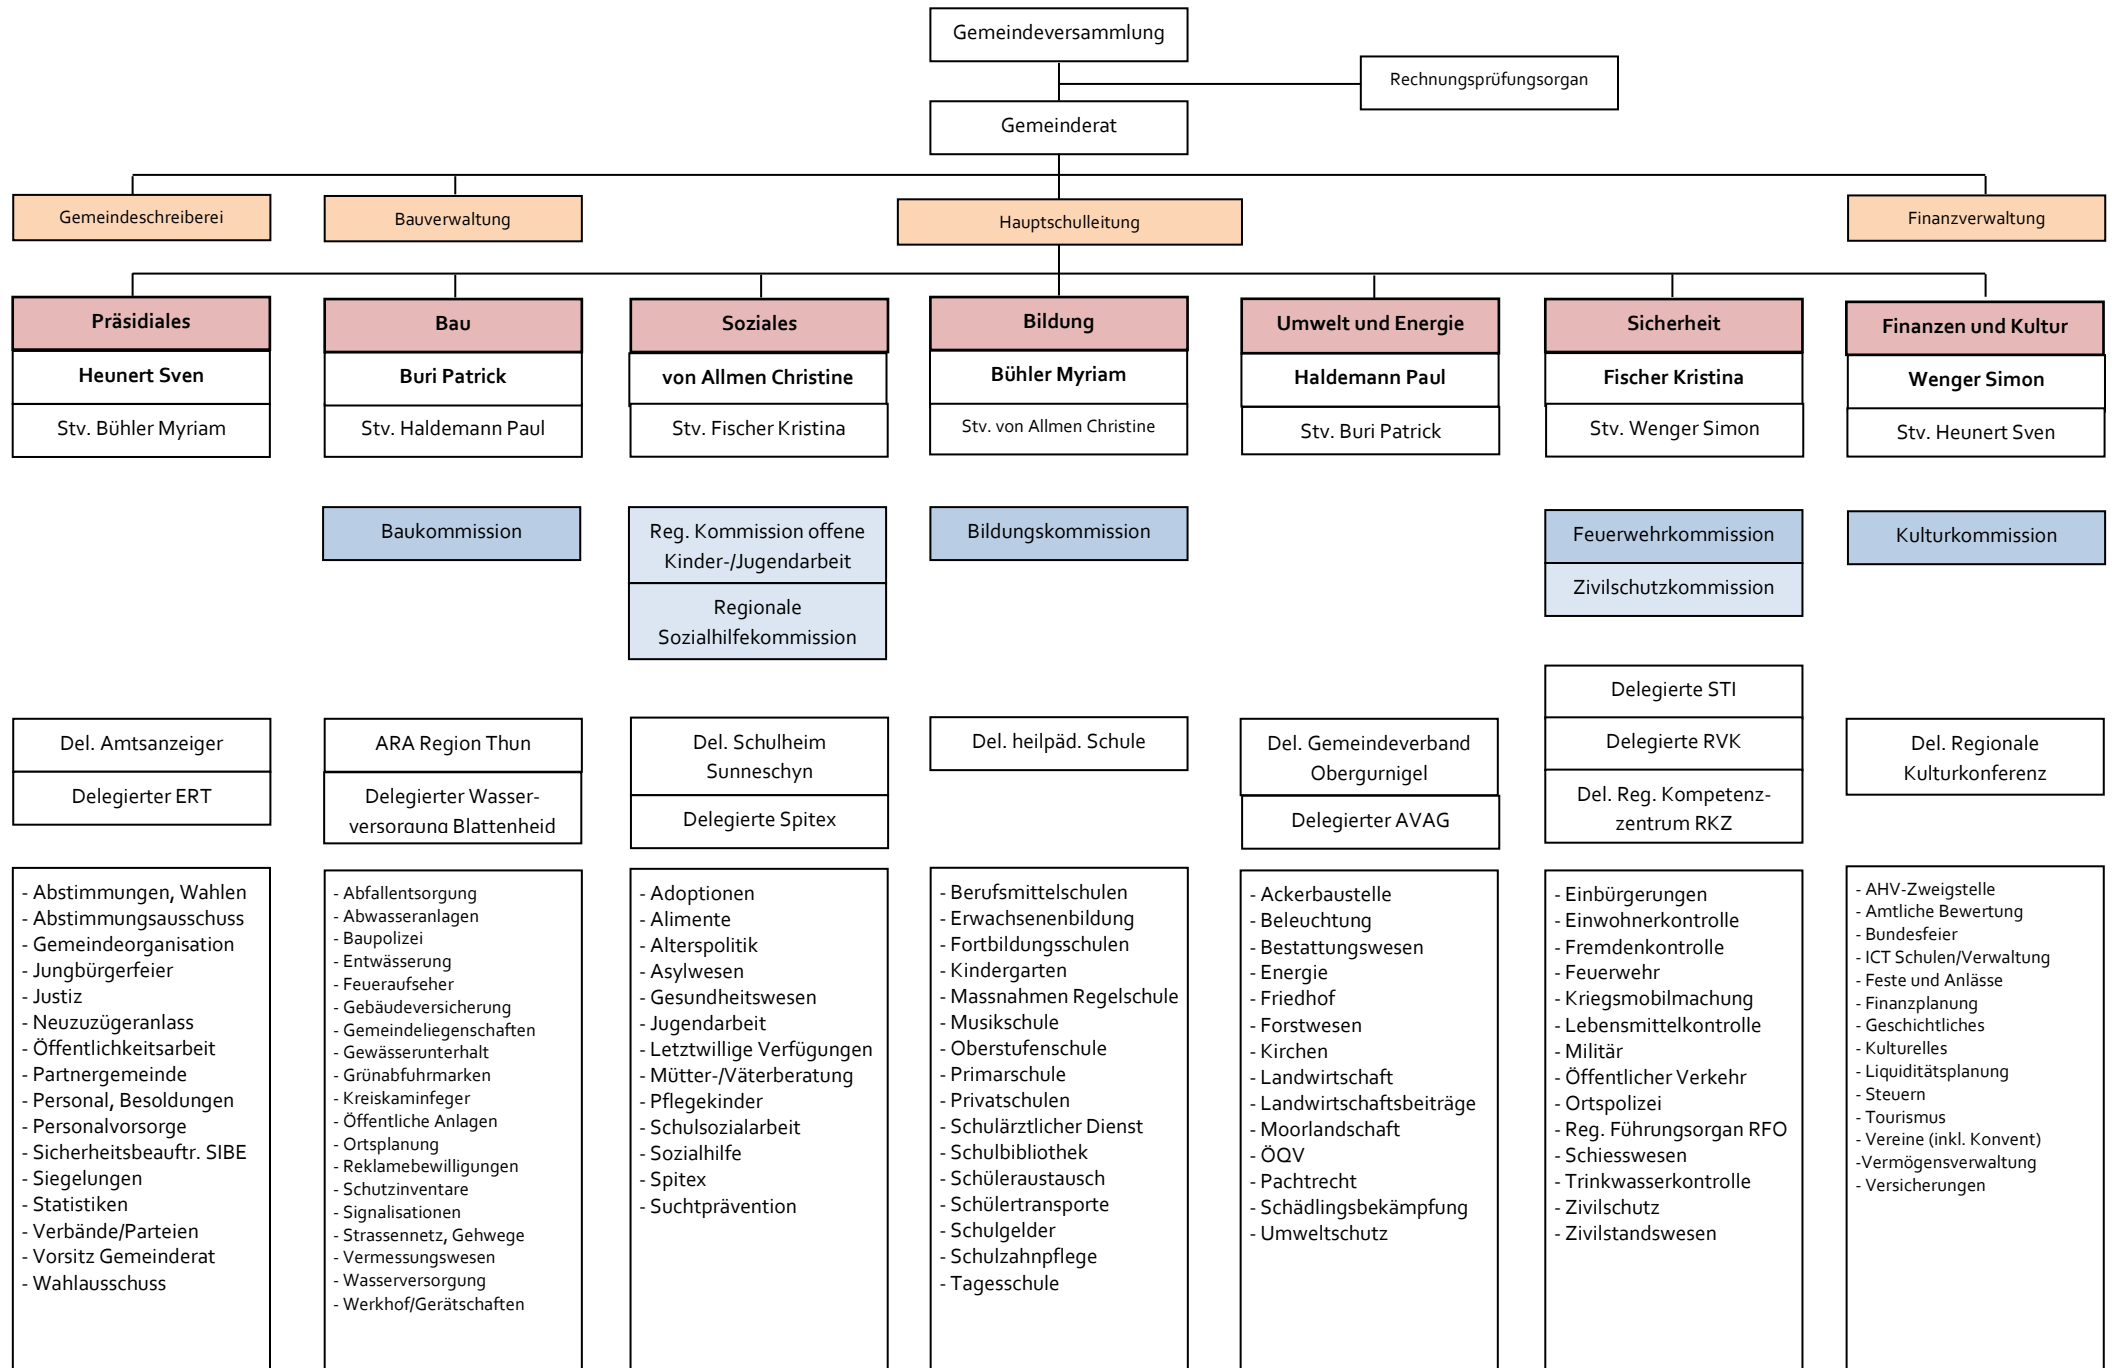 Gemeindeversammlung
Rechnungsprüfungsorgan
Gemeinderat
Gemeindeschreiberei
Bauverwaltung
Hauptschulleitung
Finanzverwaltung
Präsidiales
Heunert Sven
Stv. Bühler Myriam
Bau
Buri Patrick
Stv. Haldemann Paul
Soziales
von Allmen Christine
Stv. Fischer Kristina
Bildung
Bühler Myriam
Stv. von Allmen Christine
Umwelt und Energie
Haldemann Paul
Stv. Buri Patrick
Sicherheit
Fischer Kristina
Stv. Wenger Simon
Finanzen und Kultur
Wenger Simon
Stv. Heunert Sven
Baukommission
Reg. Kommission offene
Kinder-/Jugendarbeit
Regionale
Sozialhilfekommission
Bildungskommission
Feuerwehrkommission
Zivilschutzkommission
Kulturkommission
Del. Amtsanzeiger
Delegierter ERT
ARA Region Thun
Delegierter Wasser-
versorgung Blattenheid
Del. Schulheim
Sunneschyn
Delegierte Spitex
Del. heilpäd. Schule
Del. Gemeindeverband
Obergurnigel
Delegierter AVAG
Delegierte STI
Delegierte RVK
Del. Reg. Kompetenz-
zentrum RKZ
Del. Regionale
Kulturkonferenz
- Abstimmungen, Wahlen
- Abstimmungsausschuss
- Gemeindeorganisation
- Jungbürgerfeier
- Justiz
- Neuzuzügeranlass
- Öffentlichkeitsarbeit
- Partnergemeinde
- Personal, Besoldungen
- Personalvorsorge
- Sicherheitsbeauftr. SIBE
- Siegelungen
- Statistiken
- Verbände/Parteien
- Vorsitz Gemeinderat
- Wahlausschuss
- Abfallentsorgung
- Abwasseranlagen
- Baupolizei
- Entwässerung
- Feueraufseher
- Gebäudeversicherung
- Gemeindeliegenschaften
- Gewässerunterhalt
- Grünabfuhrmarken
- Kreiskaminfeger
- Öffentliche Anlagen
- Ortsplanung
- Reklamebewilligungen
- Schutzinventare
- Signalisationen
- Strassennetz, Gehwege
- Vermessungswesen
- Wasserversorgung
- Werkhof/Gerätschaften
- Adoptionen
- Alimente
- Alterspolitik
- Asylwesen
- Gesundheitswesen
- Jugendarbeit
- Letztwillige Verfügungen
- Mütter-/Väterberatung
- Pflegekinder
- Schulsozialarbeit
- Sozialhilfe
- Spitex
- Suchtprävention
- Berufsmittelschulen
- Erwachsenenbildung
- Fortbildungsschulen
- Kindergarten
- Massnahmen Regelschule
- Musikschule
- Oberstufenschule
- Primarschule
- Privatschulen
- Schulärztlicher Dienst
- Schulbibliothek
- Schüleraustausch
- Schülertransporte
- Schulgelder
- Schulzahnpflege
- Tagesschule
- Ackerbaustelle
- Beleuchtung
- Bestattungswesen
- Energie
- Friedhof
- Forstwesen
- Kirchen
- Landwirtschaft
- Landwirtschaftsbeiträge
- Moorlandschaft
- ÖQV
- Pachtrecht
- Schädlingsbekämpfung
- Umweltschutz
- Einbürgerungen
- Einwohnerkontrolle
- Fremdenkontrolle
- Feuerwehr
- Kriegsmobilmachung
- Lebensmittelkontrolle
- Militär
- Öffentlicher Verkehr
- Ortspolizei
- Reg. Führungsorgan RFO
- Schiesswesen
- Trinkwasserkontrolle
- Zivilschutz
- Zivilstandswesen
- AHV-Zweigstelle
- Amtliche Bewertung
- Bundesfeier
- ICT Schulen/Verwaltung
- Feste und Anlässe
- Finanzplanung
- Geschichtliches
- Kulturelles
- Liquiditätsplanung
- Steuern
- Tourismus
- Vereine (inkl. Konvent)
-Vermögensverwaltung
- Versicherungen